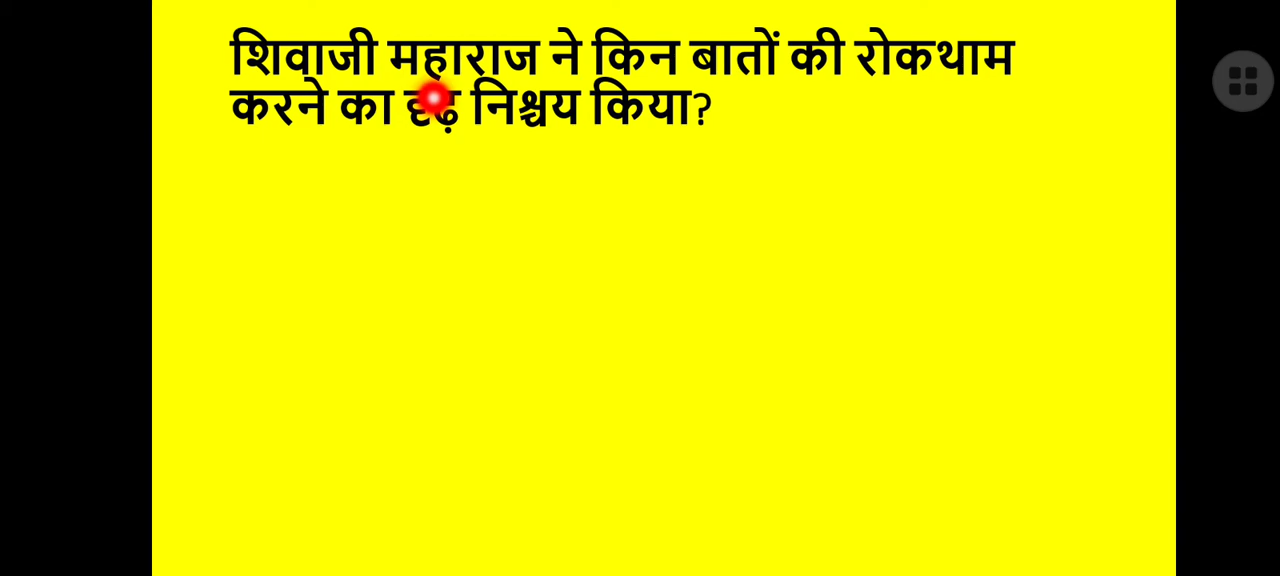 शिवाजी महाराज ने किन बातों की रोकथाम
करने का दृढ़ निश्चय किया?